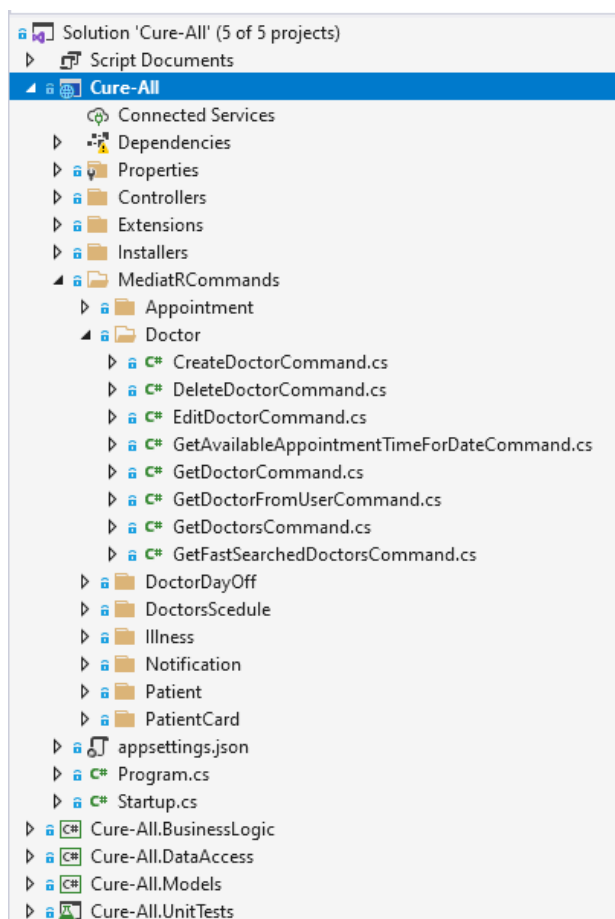 Solution 'Cure-All' (5 of 5 projects)
Script Documents
Cure-All
Connected Services
Dependencies
Properties
Controllers
Extensions
Installers
MediatRCommands
Appointment
Doctor
C# CreateDoctorCommand.cs
C# DeleteDoctorCommand.cs
C# EditDoctorCommand.cs
C# GetAvailableAppointmentTimeForDateCommand.cs
C# GetDoctorCommand.cs
C# GetDoctorFromUserCommand.cs
C# GetDoctorsCommand.cs
C# GetFastSearchedDoctorsCommand.cs
DoctorDayOff
DoctorsScedule
Illness
Notification
Patient
PatientCard
appsettings.json
C# Program.cs
C# Startup.cs
C# Cure-All.BusinessLogic
C# Cure-All.DataAccess
C# Cure-All.Models
Cure-All.UnitTests